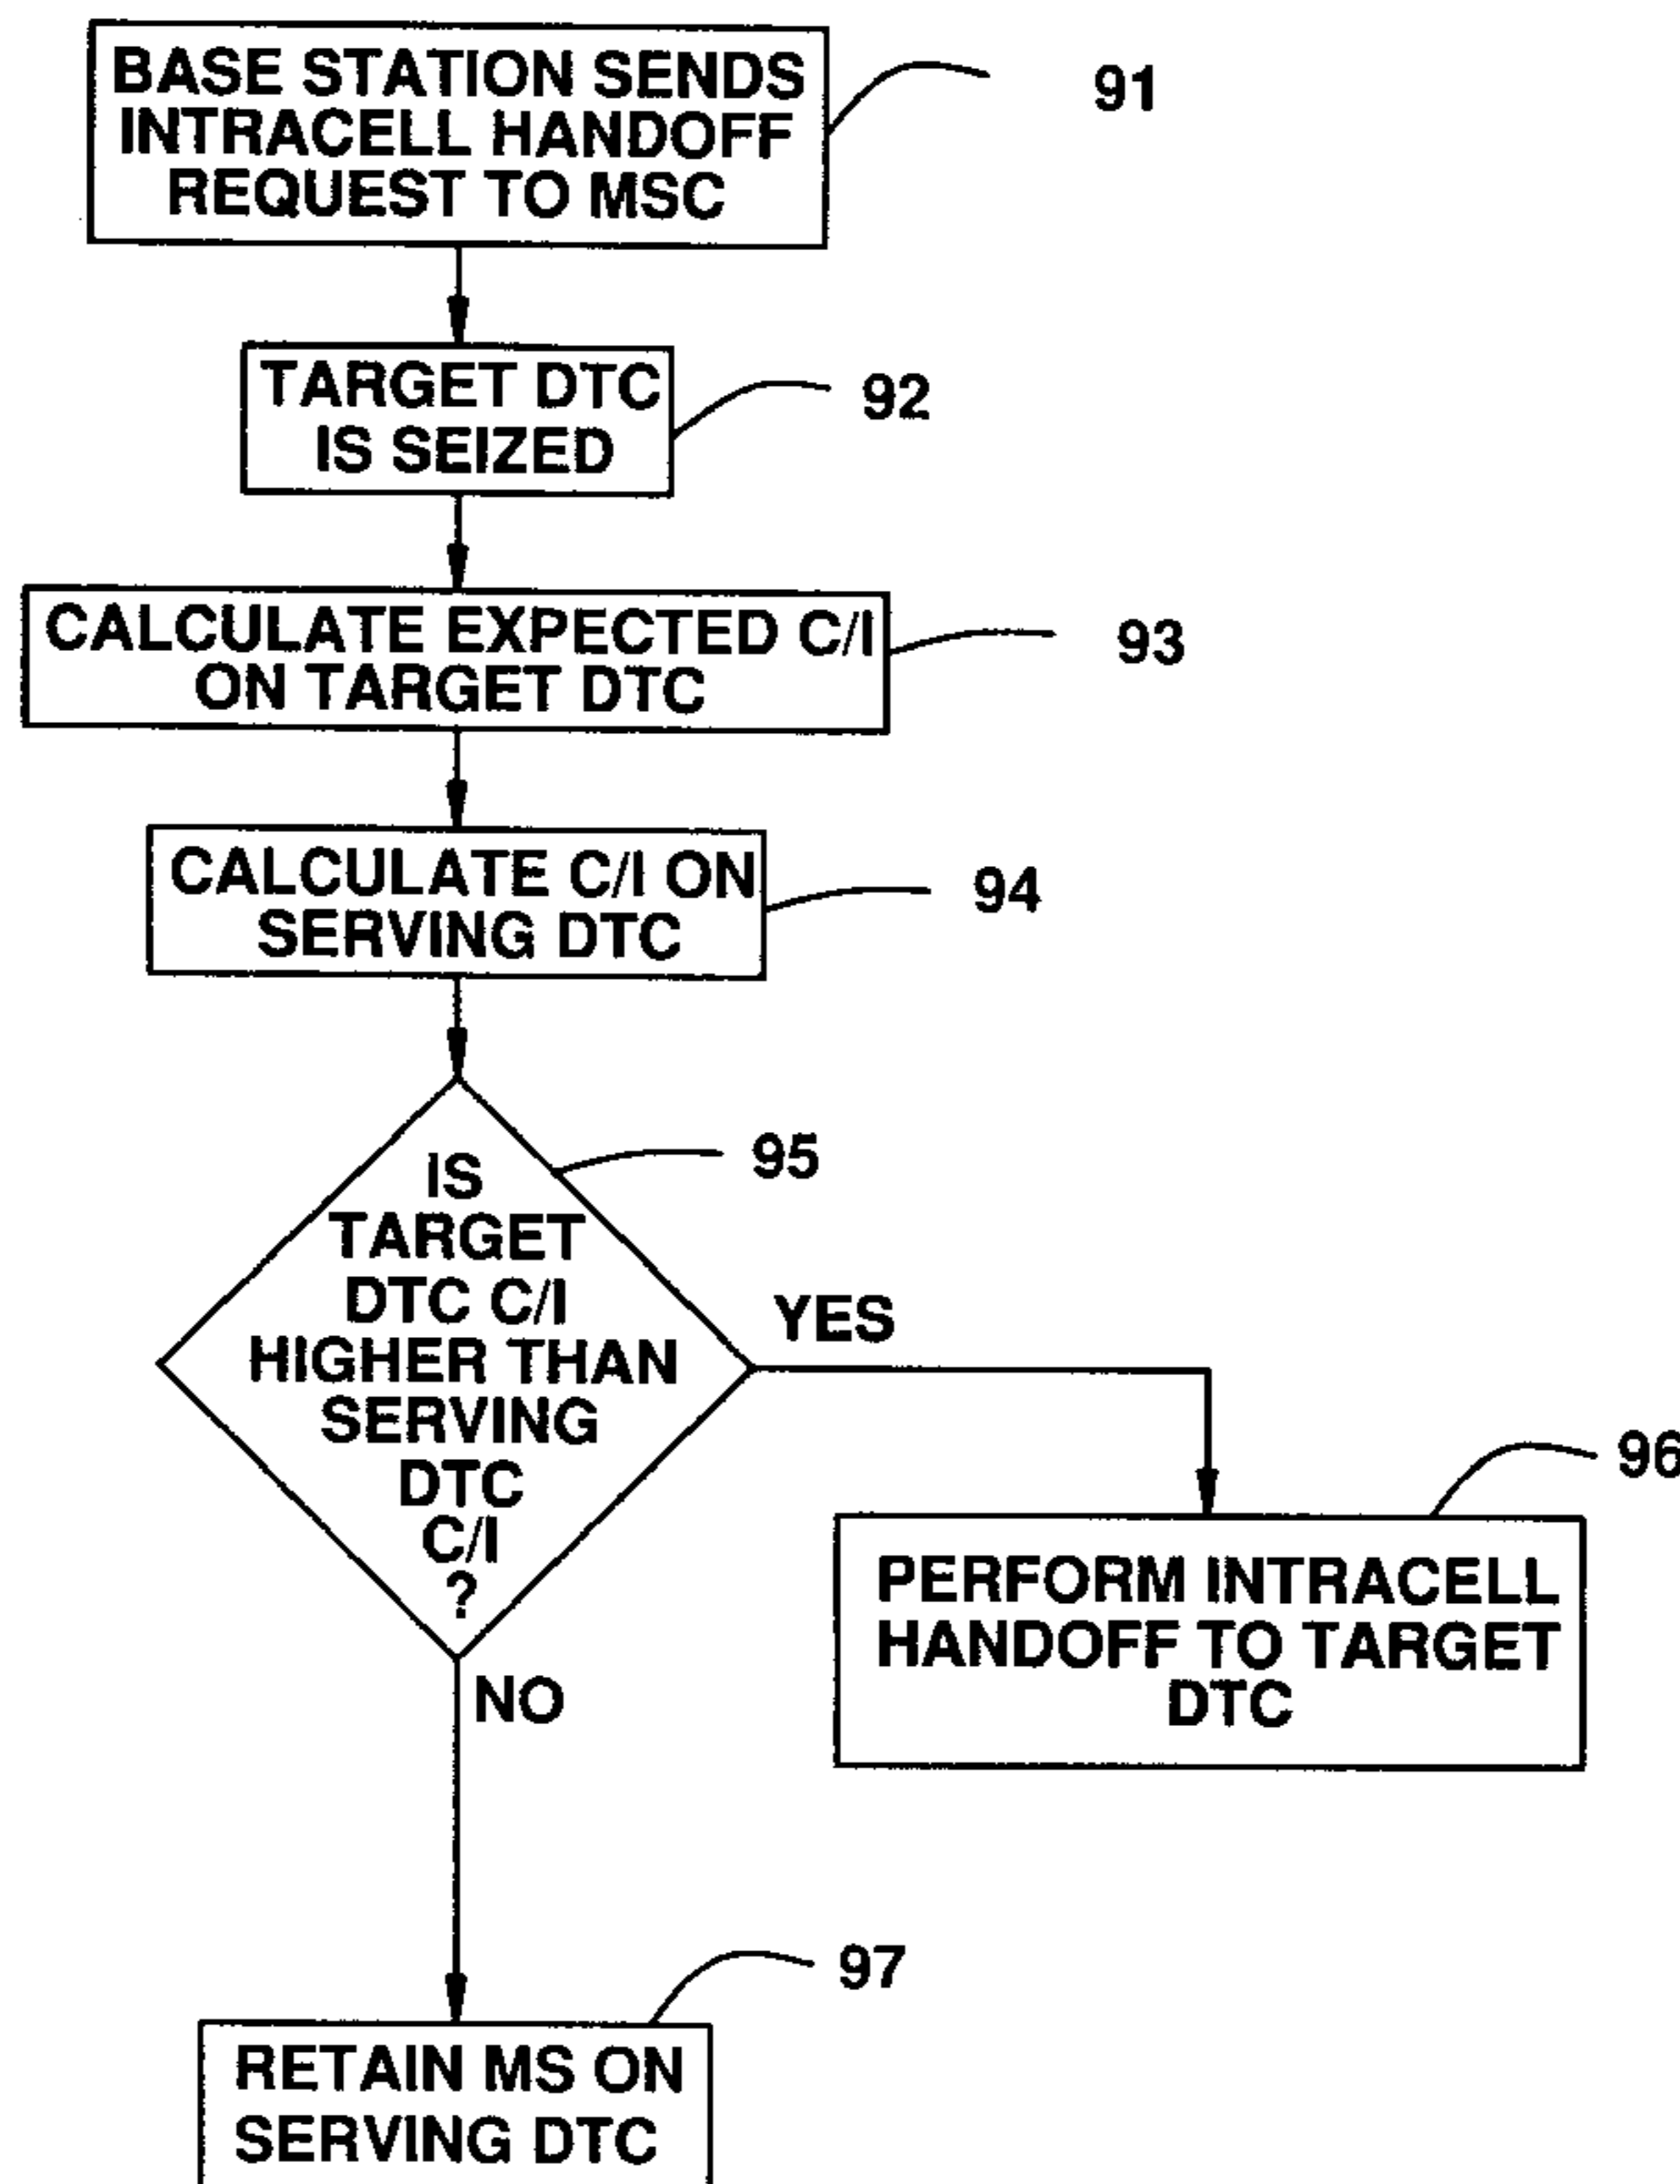 BASE STATION SENDS
INTRACELL HANDOFF
REQUEST TO MSC
91
TARGET DTC
IS SEIZED
92
CALCULATE EXPECTED C/I
ON TARGET DTC
93
CALCULATE C/I ON
SERVING DTC
94
IS
TARGET
DTC C/I
HIGHER THAN
SERVING
DTC
C/I
?
95
YES
96
PERFORM INTRACELL
HANDOFF TO TARGET
DTC
NO
97
RETAIN MS ON
SERVING DTC